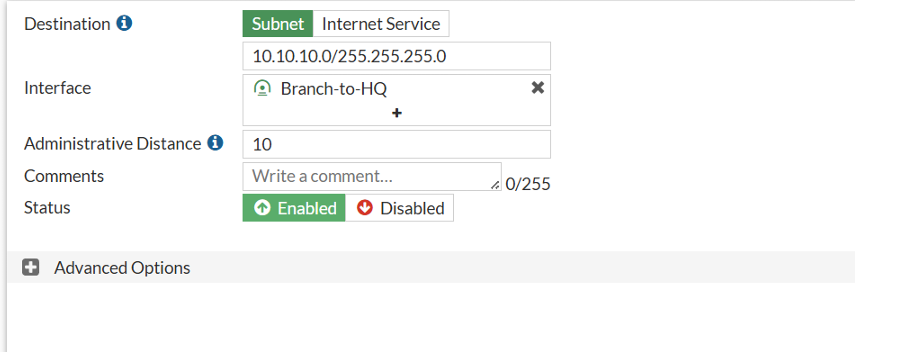 Destination Subnet Internet Service
10.10.10.0/255.255.255.0
Interface Branch-to-HQ
Administrative Distance 10
Comments Write a comment... 0/255
Status Enabled Disabled
Advanced Options